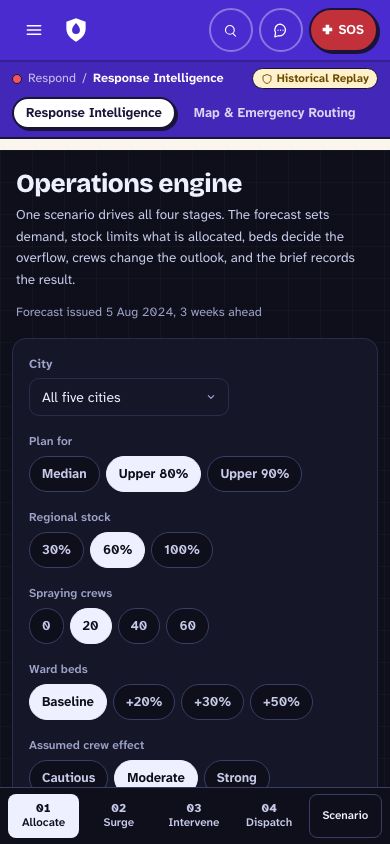 SOS
Respond / Response Intelligence
Historical Replay
Response Intelligence
Map & Emergency Routing
Operations engine
One scenario drives all four stages. The forecast sets
demand, stock limits what is allocated, beds decide the
overflow, crews change the outlook, and the brief records
the result.
Forecast issued 5 Aug 2024, 3 weeks ahead
City
All five cities
Plan for
Median
Upper 80%
Upper 90%
Regional stock
30%
60%
100%
Spraying crews
0
20
40
60
Ward beds
Baseline
+20%
+30%
+50%
Assumed crew effect
Cautious
Moderate
Strong
01
Allocate
02
Surge
03
Intervene
04
Dispatch
Scenario